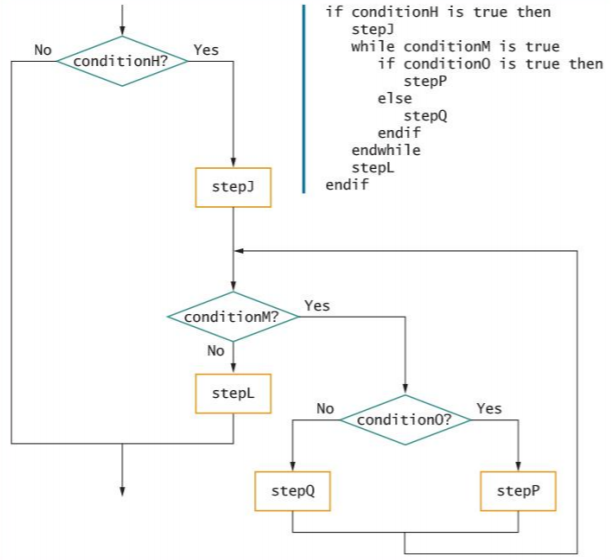 if conditionH is true then
stepJ
while conditionM is true
if conditionO is true then
stepP
else
stepQ
endif
endwhile
stepL
endif
No
conditionH?
Yes
stepJ
conditionM?
Yes
No
stepL
No
conditionO?
Yes
stepQ
stepP